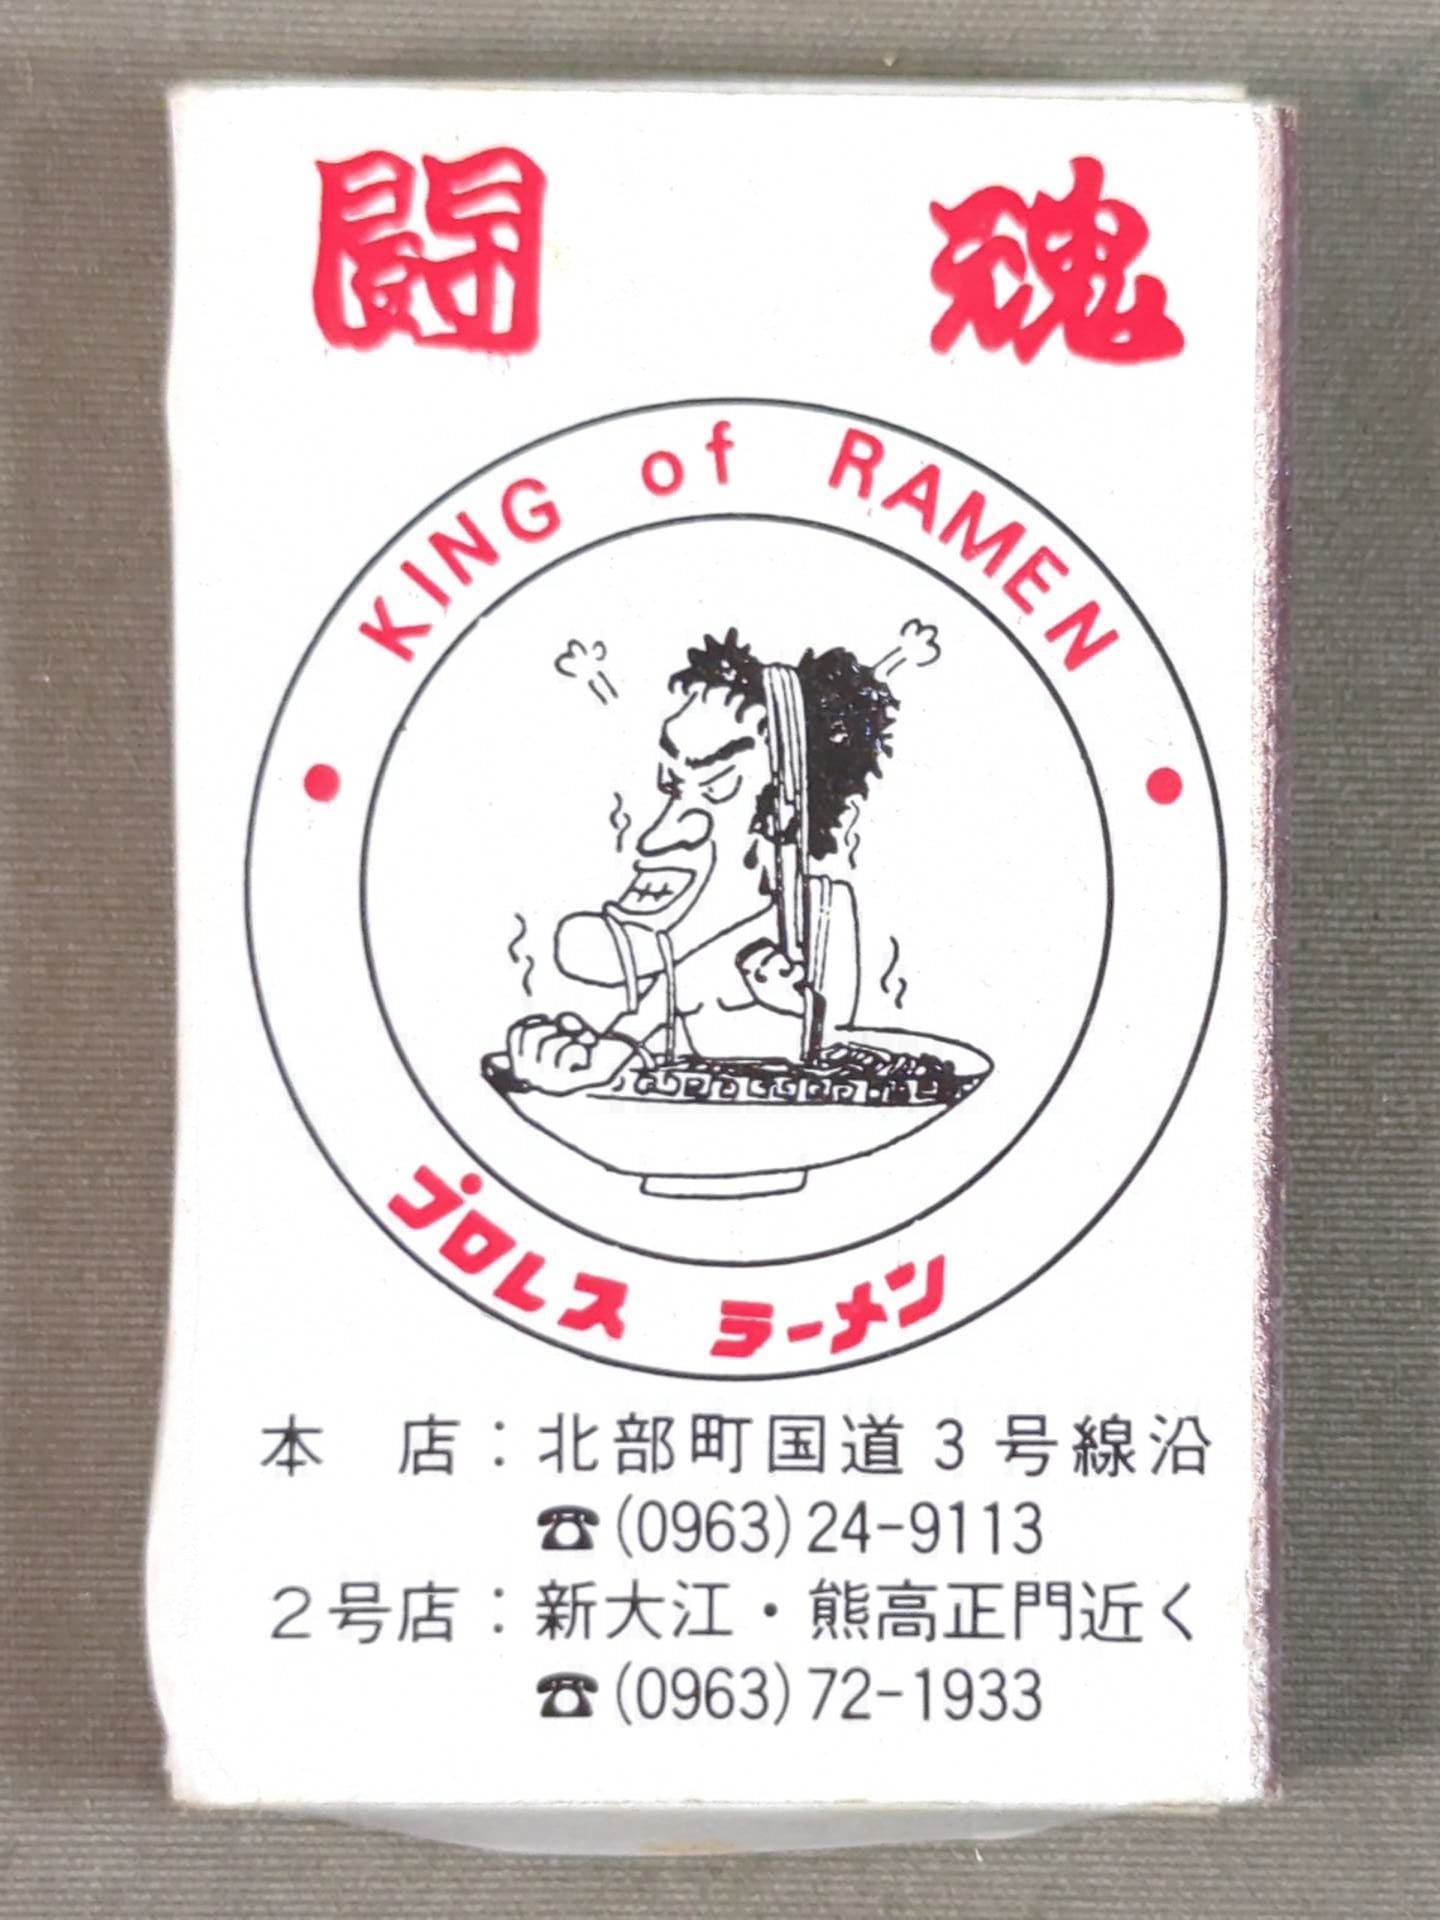 闘魂
KING of RAMEN
プロレス ラーメン
本 店：北部町国道3号線沿
☎(0963)24-9113
2号店：新大江・熊高正門近く
☎(0963)72-1933